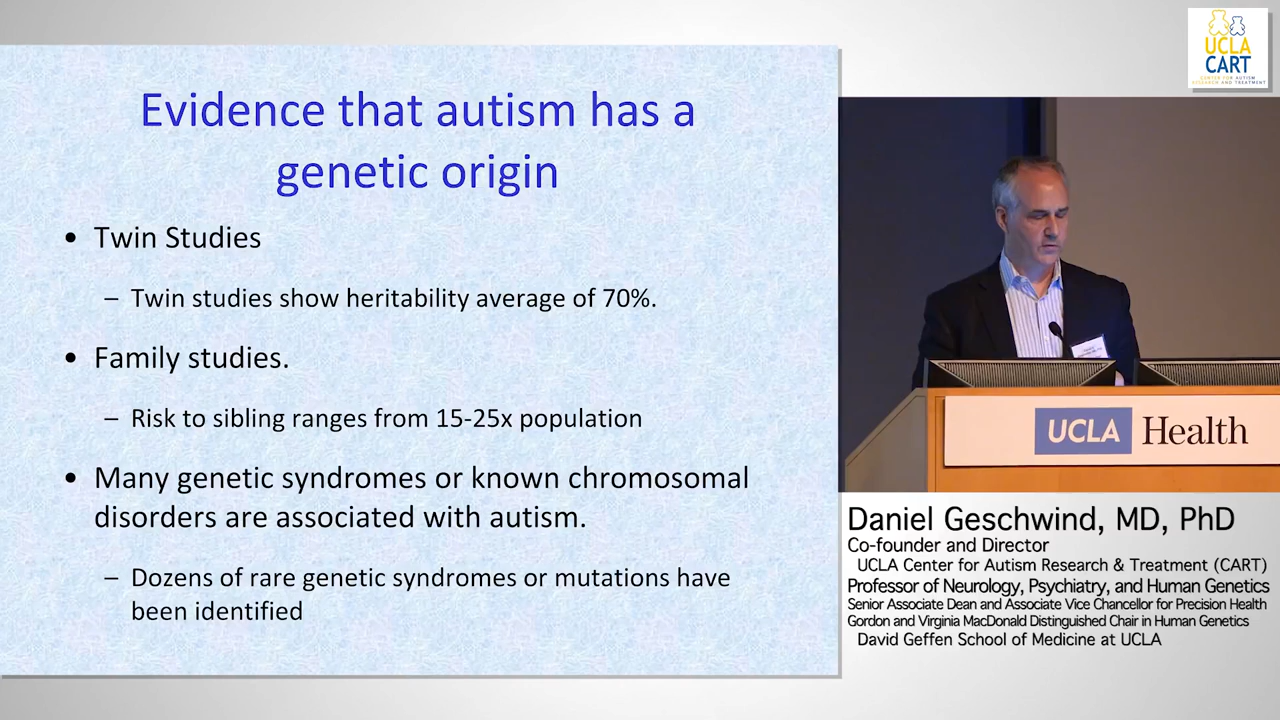 UCLA
CART
CENTER FOR AUTISM
RESEARCH AND TREATMENT
Evidence that autism has a
genetic origin
• Twin Studies
– Twin studies show heritability average of 70%.
• Family studies.
– Risk to sibling ranges from 15-25x population
• Many genetic syndromes or known chromosomal
disorders are associated with autism.
– Dozens of rare genetic syndromes or mutations have
been identified
UCLA Health
Daniel Geschwind, MD, PhD
Co-founder and Director
UCLA Center for Autism Research & Treatment (CART)
Professor of Neurology, Psychiatry, and Human Genetics
Senior Associate Dean and Associate Vice Chancellor for Precision Health
Gordon and Virginia MacDonald Distinguished Chair in Human Genetics
David Geffen School of Medicine at UCLA